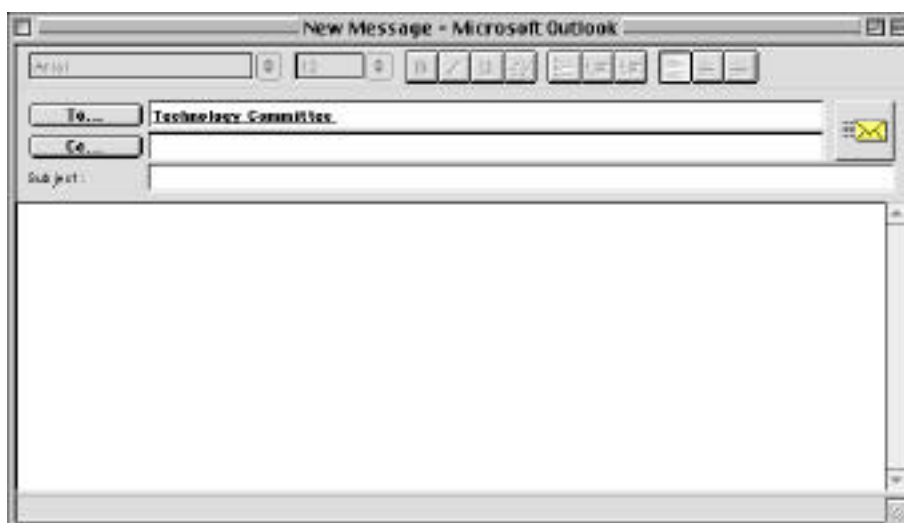 New Message - Microsoft Outlook
Arial
12
B I U
To...
Technology Committee
Cc...
Subject: